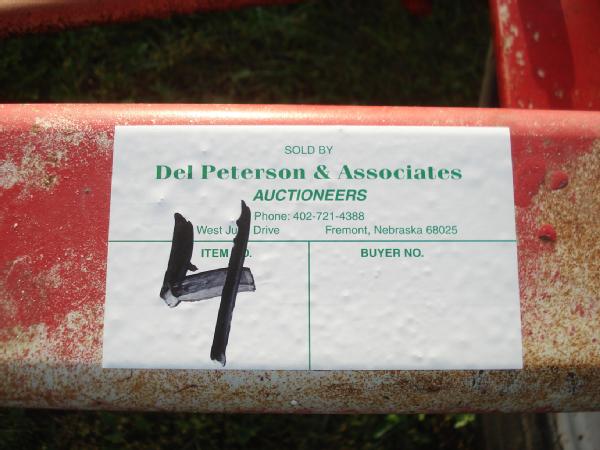 SOLD BY
Del Peterson & Associates
AUCTIONEERS
Phone: 402-721-4388
West Drive Fremont, Nebraska 68025
ITEM BUYER NO.
4